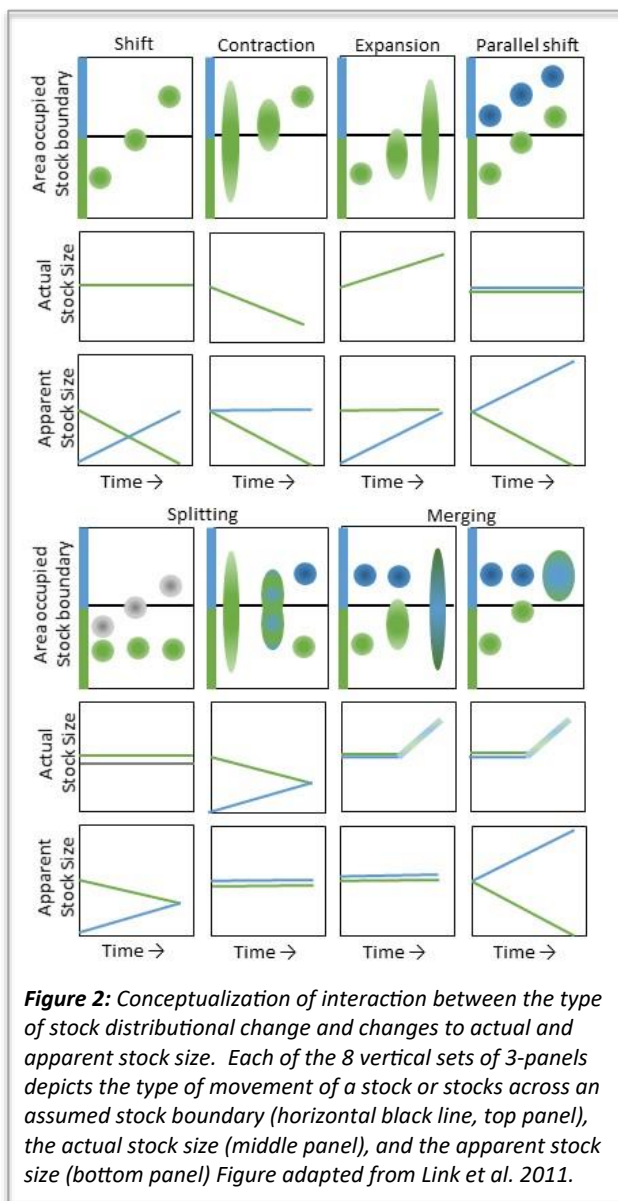 Shift Contraction Expansion Parallel shift
Area occupied
Stock boundary
Actual
Stock Size
Apparent
Stock Size
Time → Time → Time → Time →
Splitting Merging
Area occupied
Stock boundary
Actual
Stock Size
Apparent
Stock Size
Time → Time → Time → Time →
Figure 2: Conceptualization of interaction between the type
of stock distributional change and changes to actual and
apparent stock size. Each of the 8 vertical sets of 3-panels
depicts the type of movement of a stock or stocks across an
assumed stock boundary (horizontal black line, top panel),
the actual stock size (middle panel), and the apparent stock
size (bottom panel) Figure adapted from Link et al. 2011.